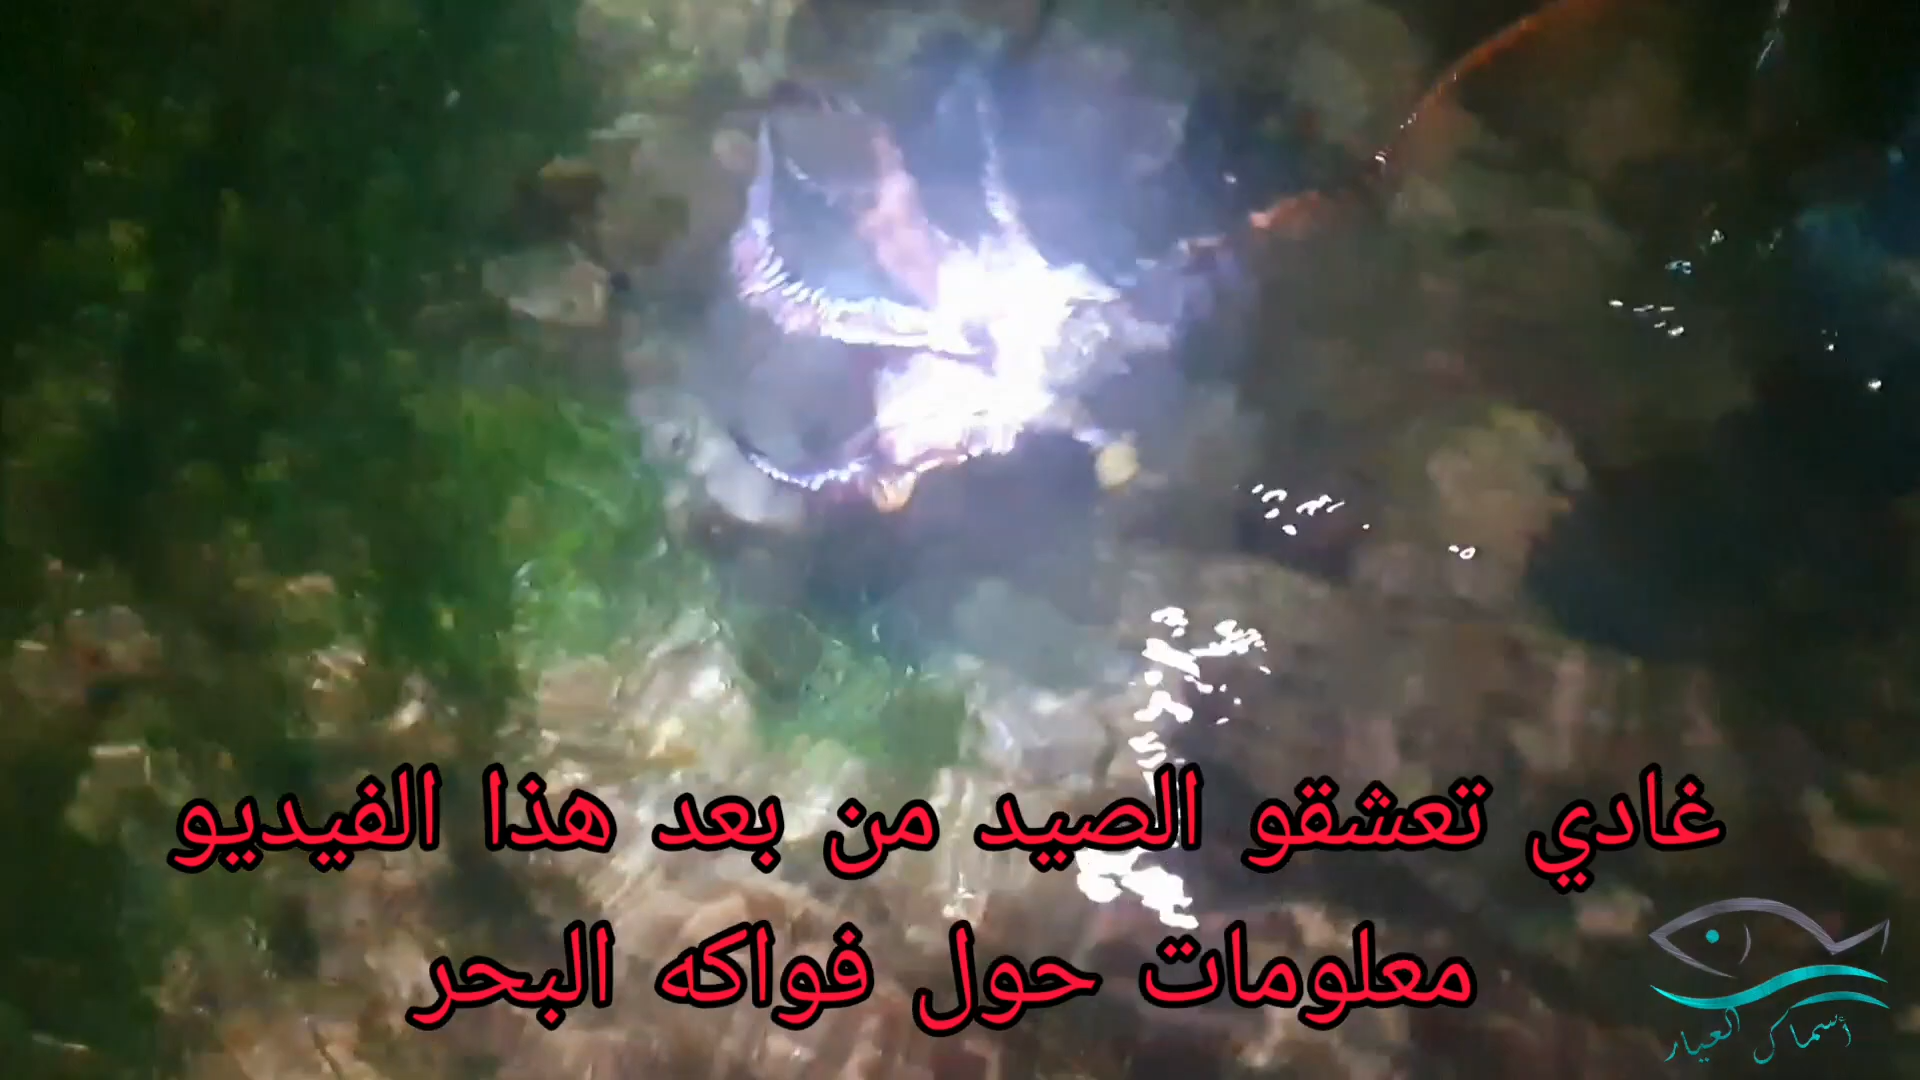 غادي تعشقو الصيد من بعد هذا الفيديو
معلومات حول فواكه البحر
أسماك العيار